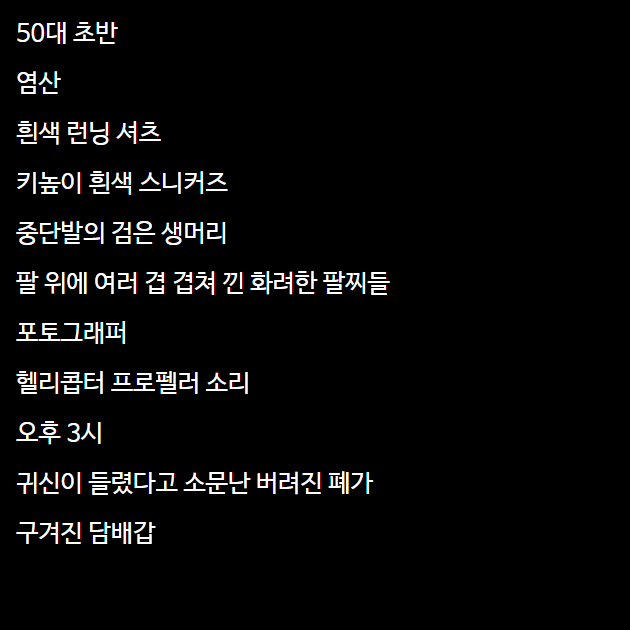 50대 초반
염산
흰색 런닝 셔츠
키높이 흰색 스니커즈
중단발의 검은 생머리
팔 위에 여러 겹 겹쳐 낀 화려한 팔찌들
포토그래퍼
헬리콥터 프로펠러 소리
오후 3시
귀신이 들렸다고 소문난 버려진 폐가
구겨진 담배갑